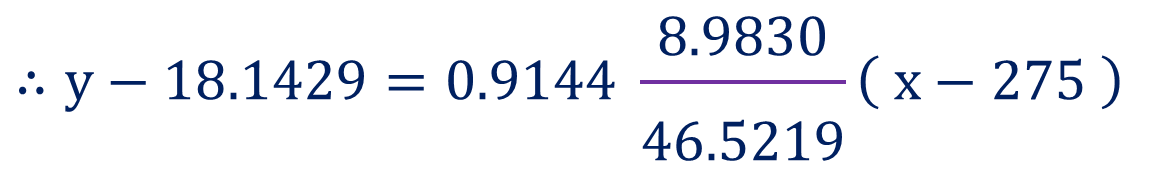 ∴ y − 18.1429 = 0.9144 8.9830/46.5219 ( x − 275 )